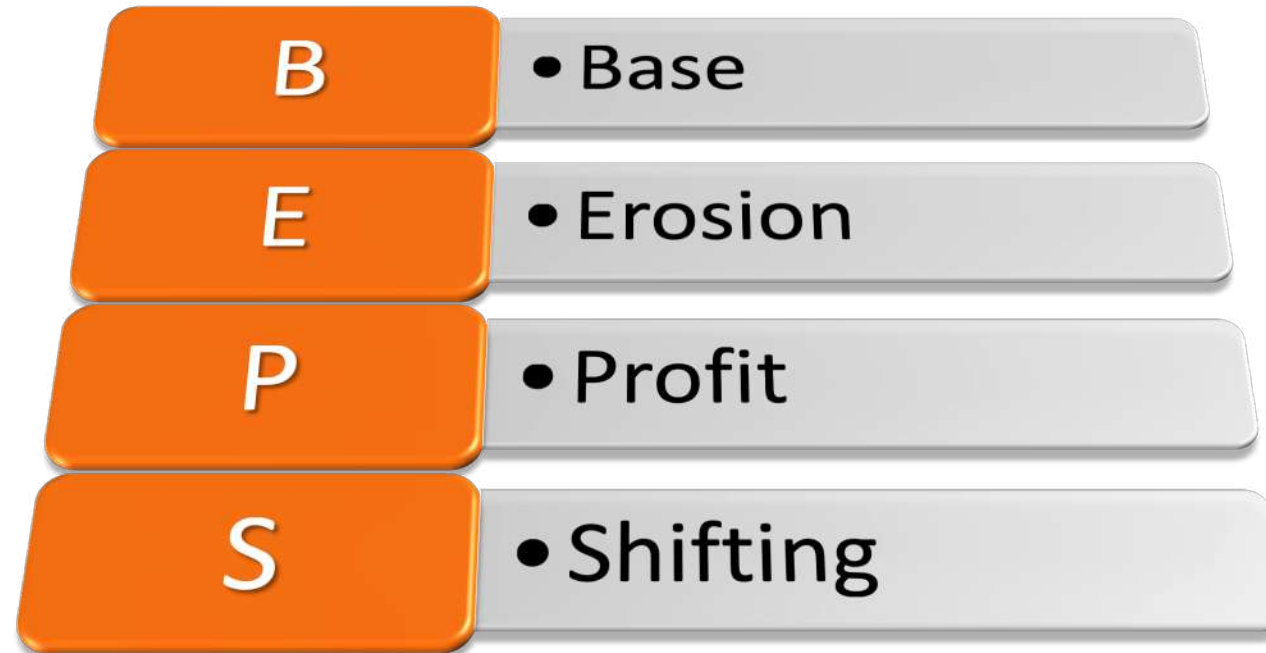 B • Base
E • Erosion
P • Profit
S • Shifting